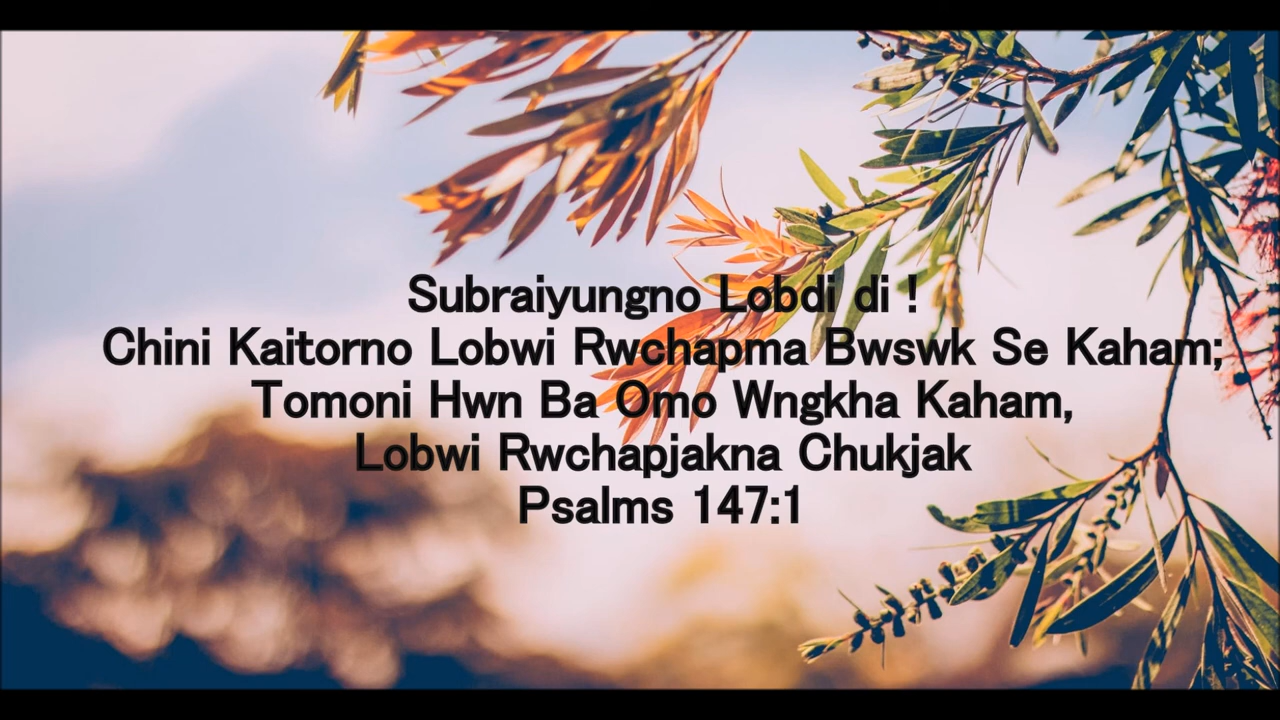 Subraiyungno Lobdi di !
Chini Kaitorno Lobwi Rwchapma Bwswk Se Kaham;
Tomoni Hwn Ba Omo Wngkha Kaham,
Lobwi Rwchapjakna Chukjak
Psalms 147:1